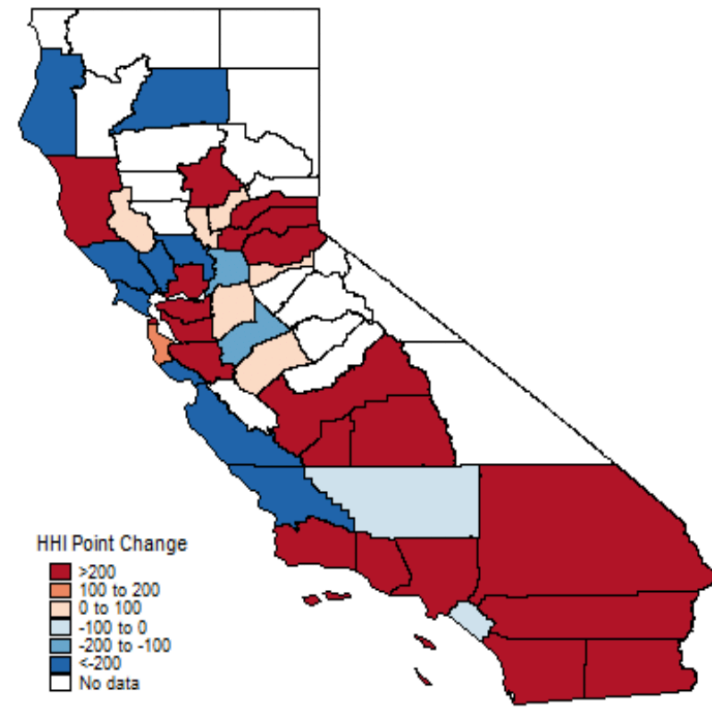 HHI Point Change
>200
100 to 200
0 to 100
-100 to 0
-200 to -100
<-200
No data